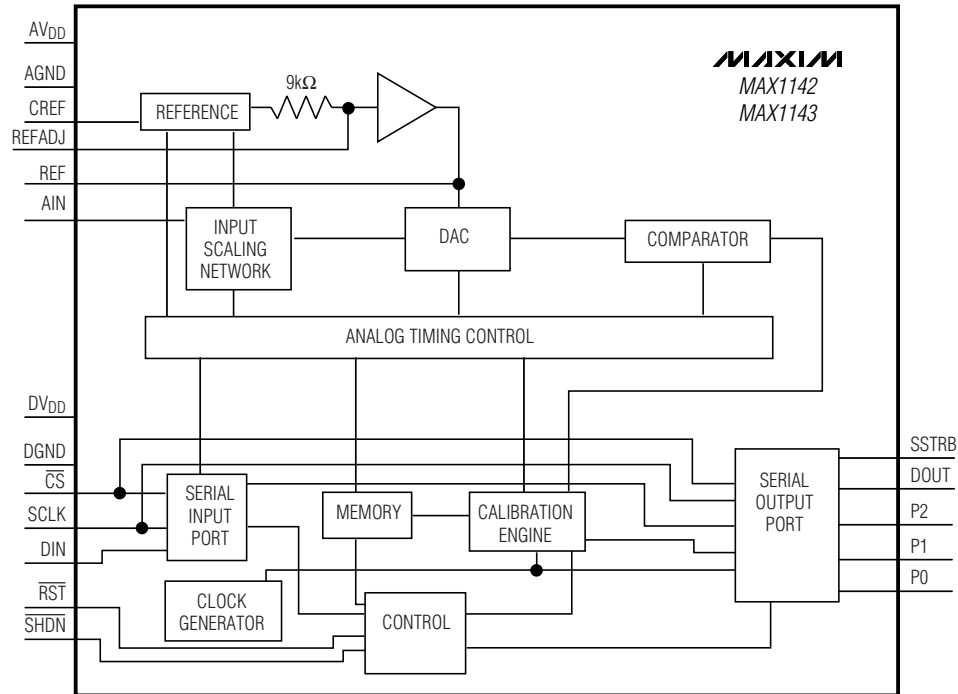 AVDD
AGND
CREF
REFADJ
REF
AIN
DVDD
DGND
CS
SCLK
DIN
RST
SHDN
MAXIM
MAX1142
MAX1143
9kΩ
REFERENCE
INPUT
SCALING
NETWORK
DAC
COMPARATOR
ANALOG TIMING CONTROL
SERIAL
INPUT
PORT
MEMORY
CALIBRATION
ENGINE
SERIAL
OUTPUT
PORT
CLOCK
GENERATOR
CONTROL
SSTRB
DOUT
P2
P1
P0